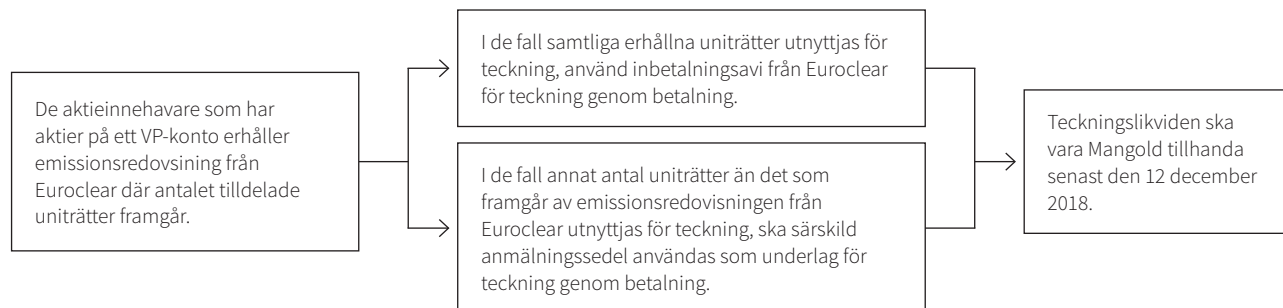 De aktieinnehavare som har
aktier på ett VP-konto erhåller
emissionsredovsining från
Euroclear där antalet tilldelade
uniträtter framgår.
I de fall samtliga erhållna uniträtter utnyttjas för
teckning, använd inbetalningsavi från Euroclear
för teckning genom betalning.
I de fall annat antal uniträtter än det som
framgår av emissionsredovisningen från
Euroclear utnyttjas för teckning, ska särskild
anmälningssedel användas som underlag för
teckning genom betalning.
Teckningslikviden ska
vara Mangold tillhanda
senast den 12 december
2018.